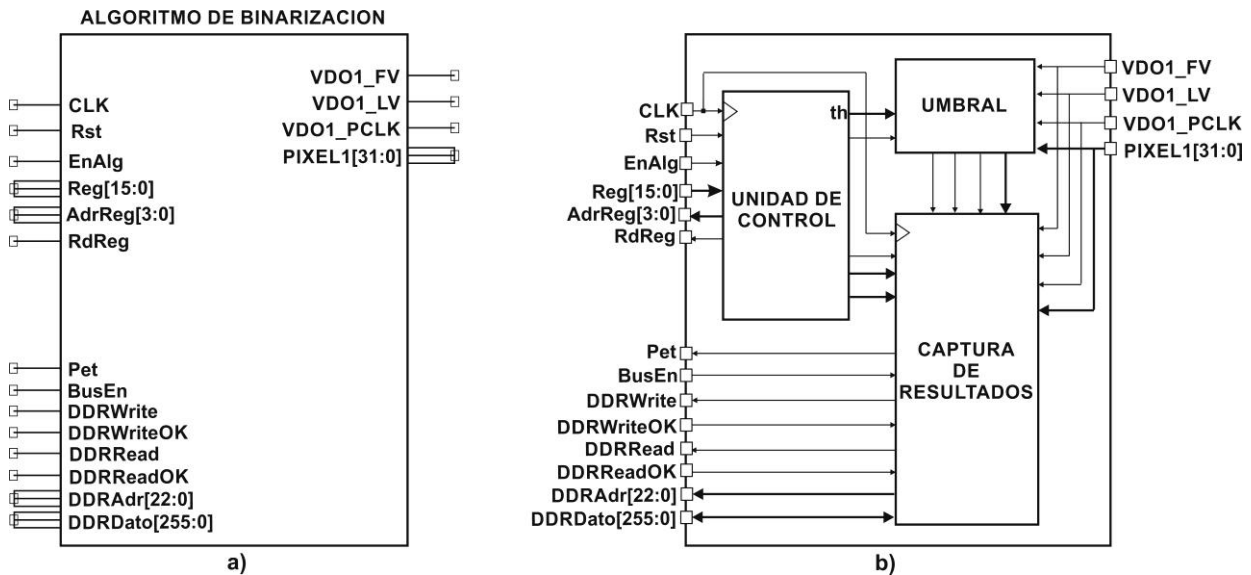 ALGORITMO DE BINARIZACION
CLK
Rst
EnAlg
Reg[15:0]
AdrReg[3:0]
RdReg
Pet
BusEn
DDRWrite
DDRWriteOK
DDRRead
DDRReadOK
DDRAdr[22:0]
DDRDato[255:0]
VDO1_FV
VDO1_LV
VDO1_PCLK
PIXEL1[31:0]
a)
CLK
Rst
EnAlg
Reg[15:0]
AdrReg[3:0]
RdReg
th
UNIDAD DE
CONTROL
UMBRAL
VDO1_FV
VDO1_LV
VDO1_PCLK
PIXEL1[31:0]
CAPTURA
DE
RESULTADOS
Pet
BusEn
DDRWrite
DDRWriteOK
DDRRead
DDRReadOK
DDRAdr[22:0]
DDRDato[255:0]
b)